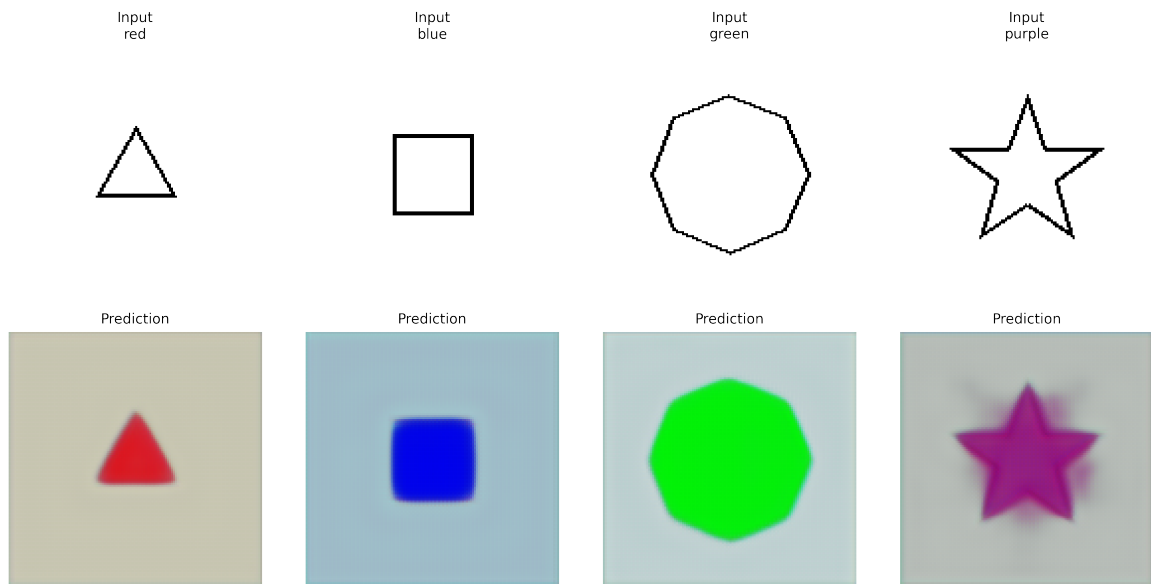 Input
red
Input
blue
Input
green
Input
purple
Prediction
Prediction
Prediction
Prediction